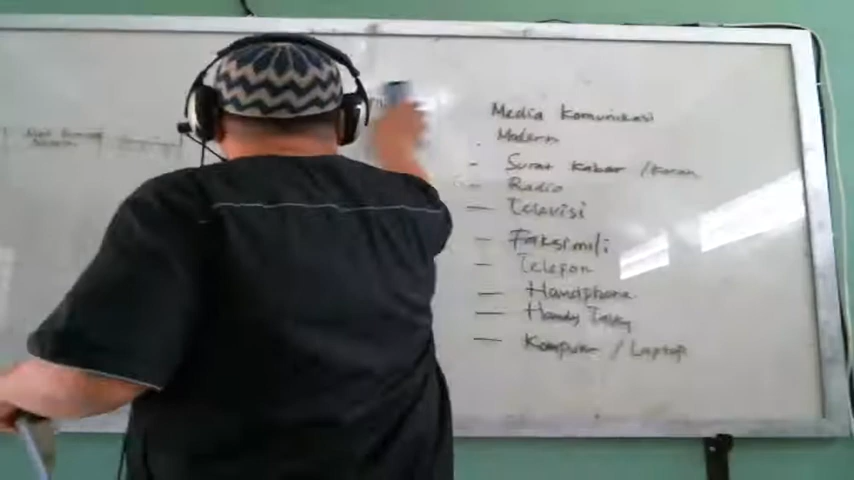 Media Komunikasi
Modern
- Surat Kabar / Koran
- Radio
- Televisi
- Faksimili
- Telefon
- Handphone
- Handy Talky
- Komputer / Laptop